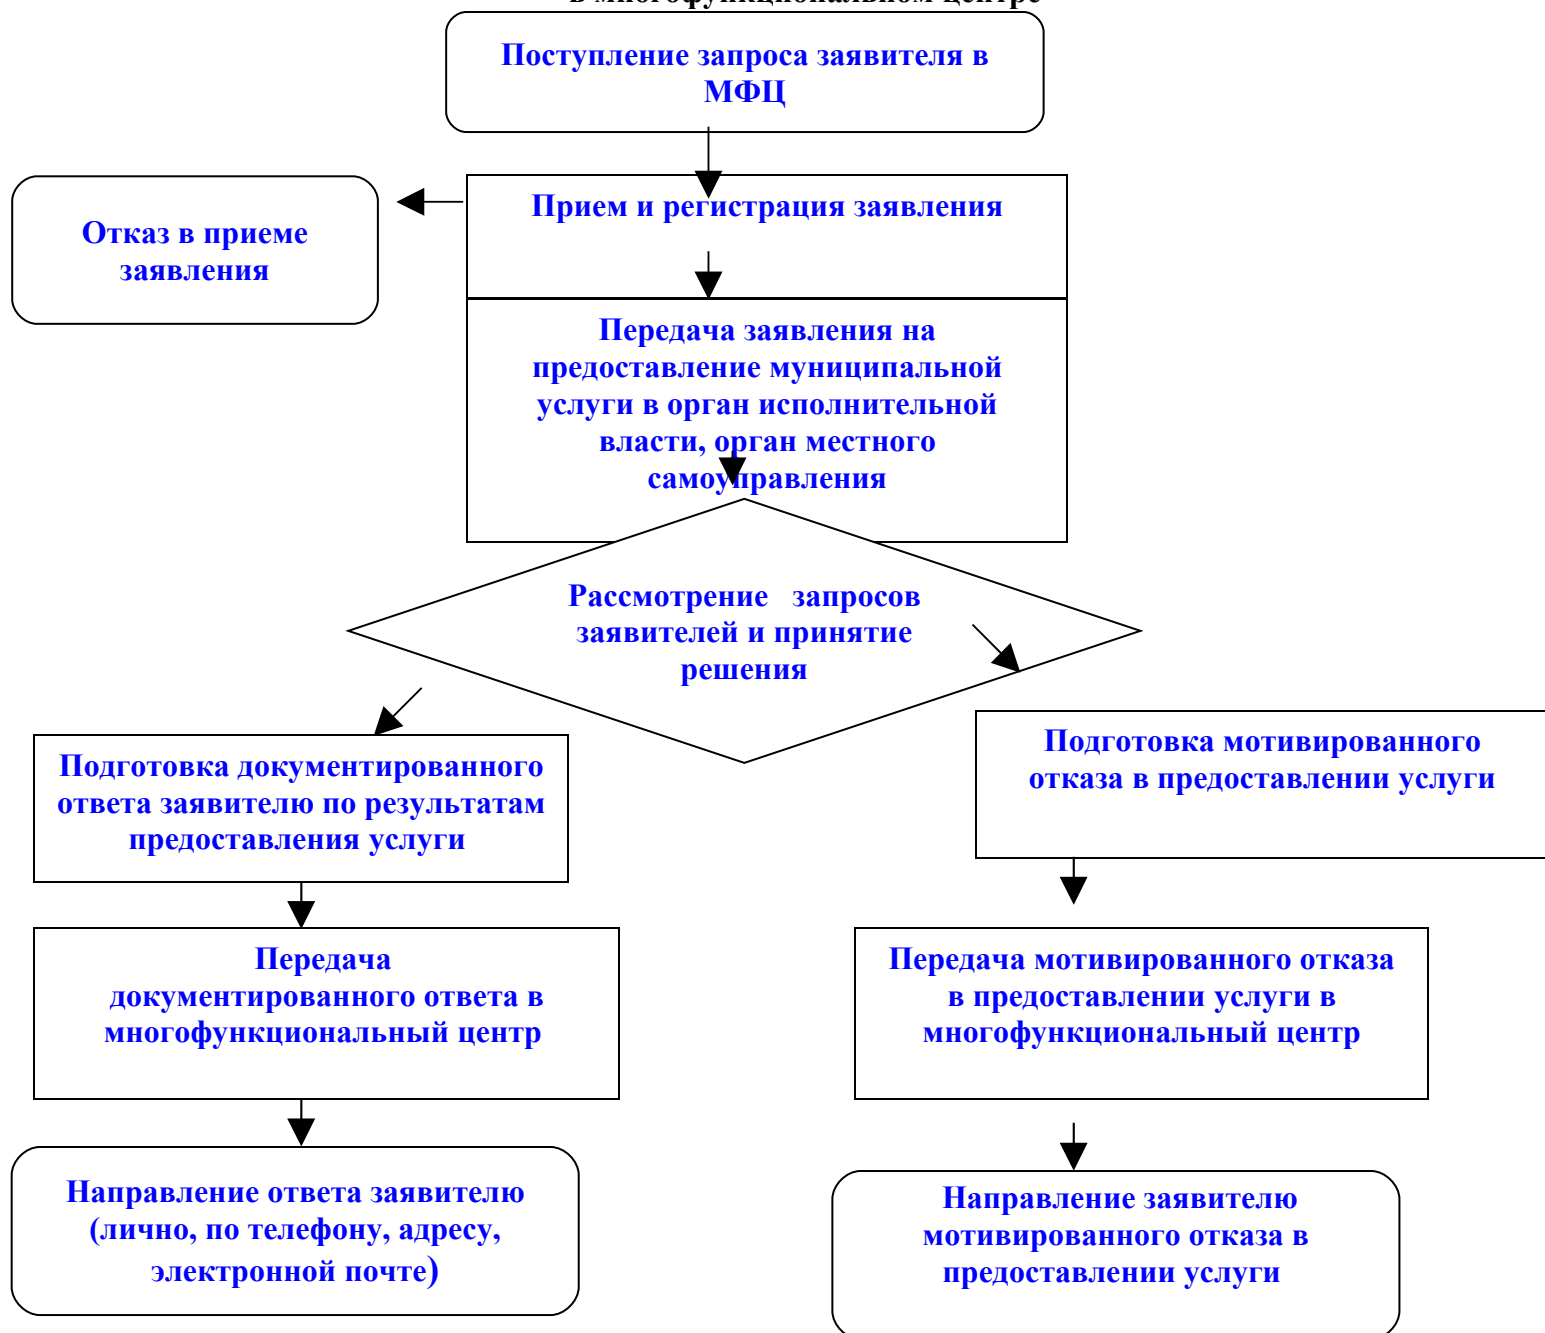 в многофункциональном центре
Поступление запроса заявителя в
МФЦ
Прием и регистрация заявления
Отказ в приеме
заявления
Передача заявления на
предоставление муниципальной
услуги в орган исполнительной
власти, орган местного
самоуправления
Рассмотрение запросов
заявителей и принятие
решения
Подготовка документированного
ответа заявителю по результатам
предоставления услуги
Подготовка мотивированного
отказа в предоставлении услуги
Передача
документированного ответа в
многофункциональный центр
Передача мотивированного отказа
в предоставлении услуги в
многофункциональный центр
Направление ответа заявителю
(лично, по телефону, адресу,
электронной почте)
Направление заявителю
мотивированного отказа в
предоставлении услуги